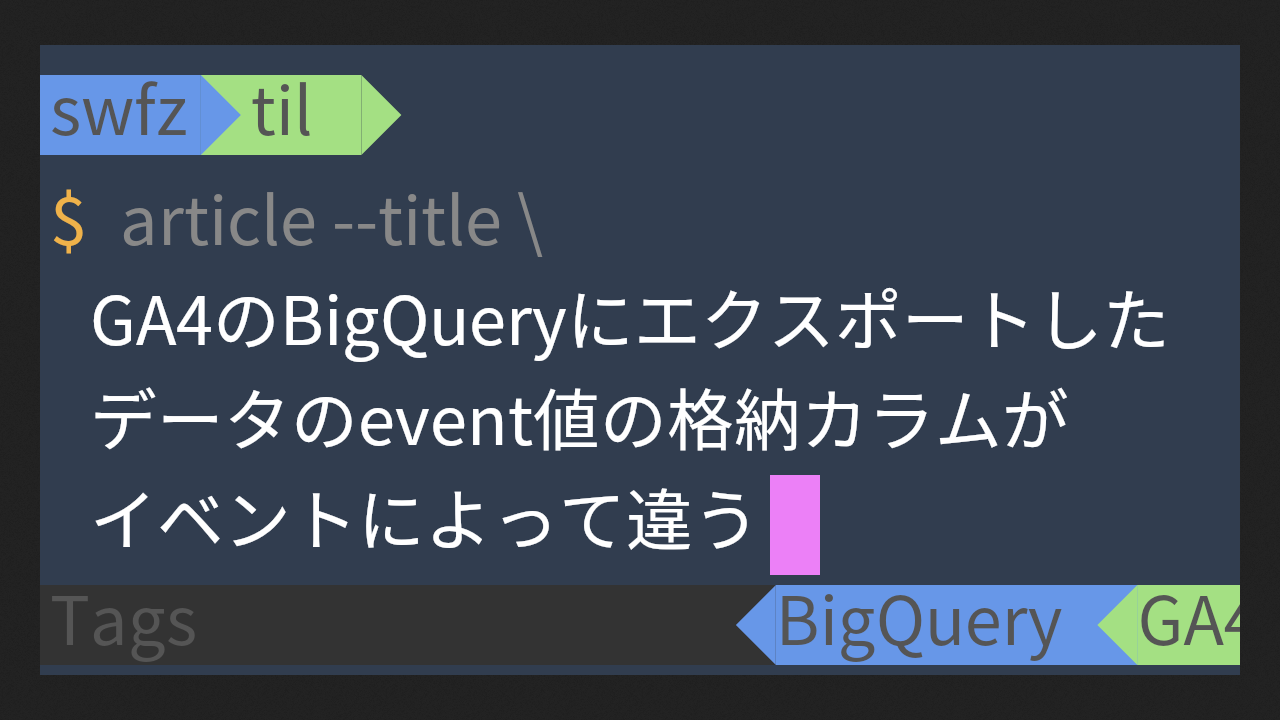 swfz til
$ article --title \
GA4のBigQueryにエクスポートした
データのevent値の格納カラムが
イベントによって違う
Tags BigQuery GA4